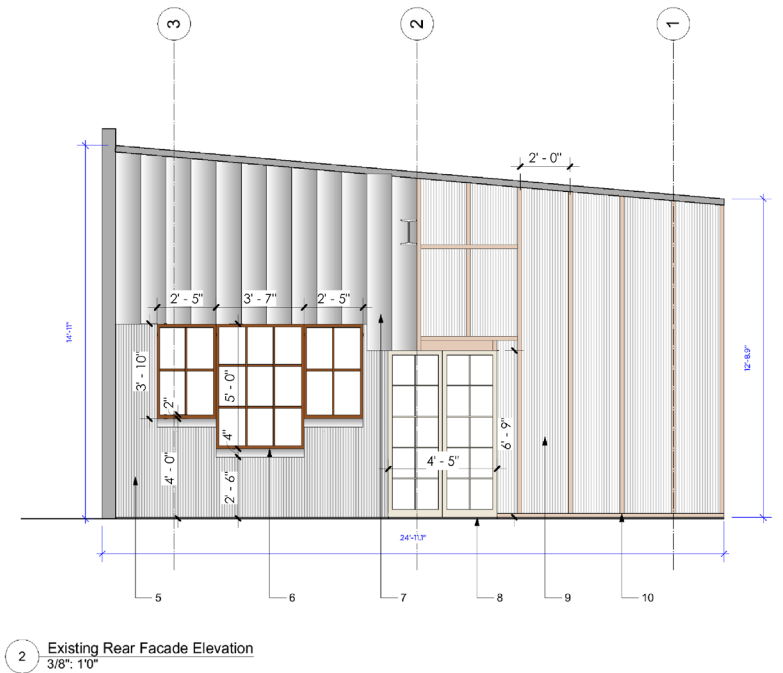 3
2
1
2' - 0"
2' - 5"
3' - 7"
2' - 5"
14'-11"
3' - 10"
2"
5' - 0"
4"
4' - 0"
2' - 6"
4' - 5"
6' - 9"
12'-8.9"
24'-11.1"
5
6
7
8
9
10
2
Existing Rear Facade Elevation
3/8": 1'0"